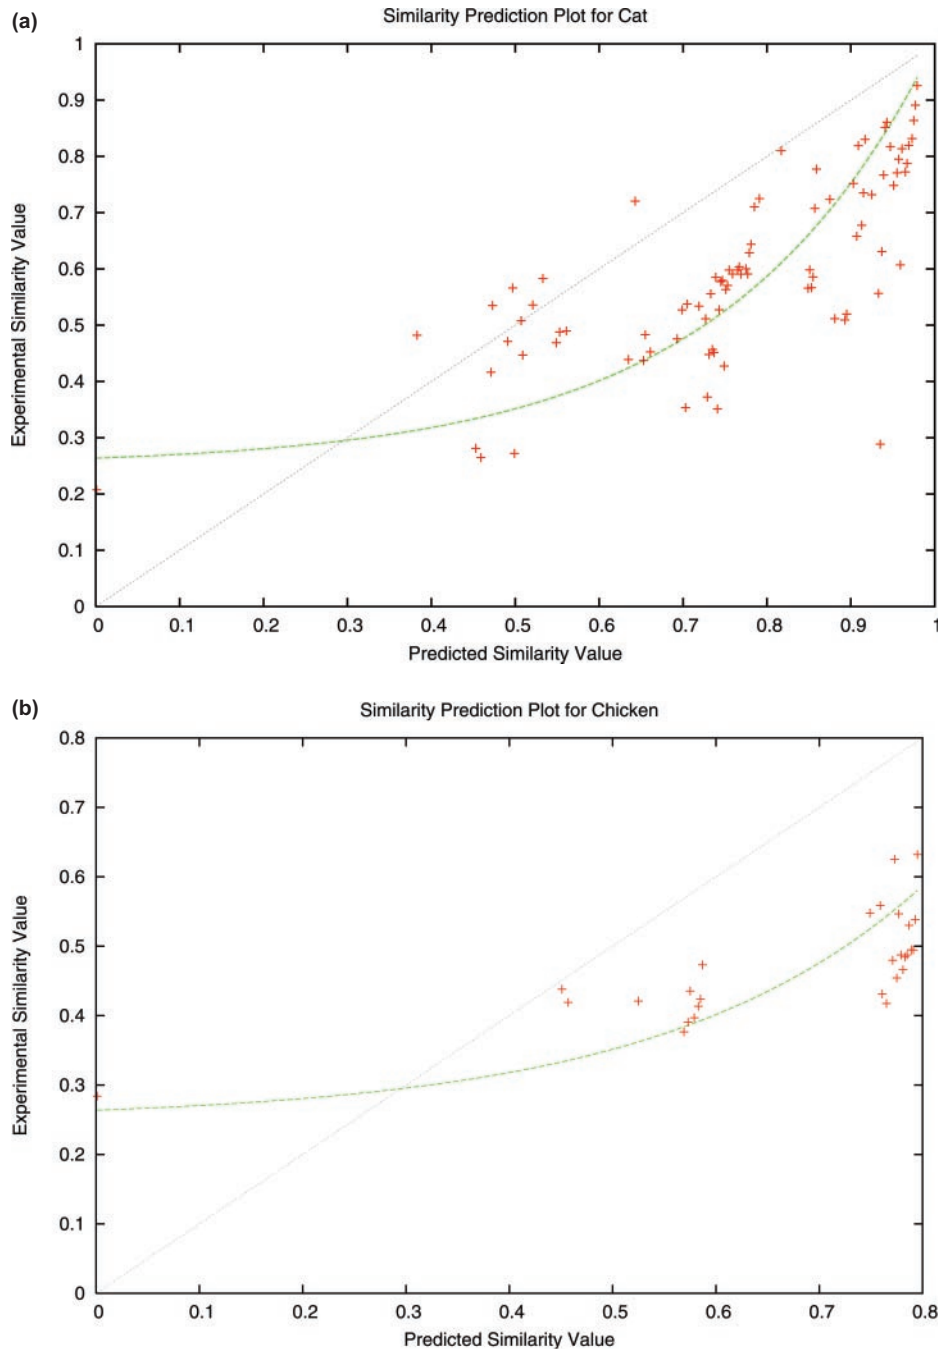 (a)
Similarity Prediction Plot for Cat
1
0.9
0.8
0.7
0.6
0.5
0.4
0.3
0.2
0.1
0
Experimental Similarity Value
0 0.1 0.2 0.3 0.4 0.5 0.6 0.7 0.8 0.9 1
Predicted Similarity Value
(b)
Similarity Prediction Plot for Chicken
0.8
0.7
0.6
0.5
0.4
0.3
0.2
0.1
0
Experimental Similarity Value
0 0.1 0.2 0.3 0.4 0.5 0.6 0.7 0.8
Predicted Similarity Value